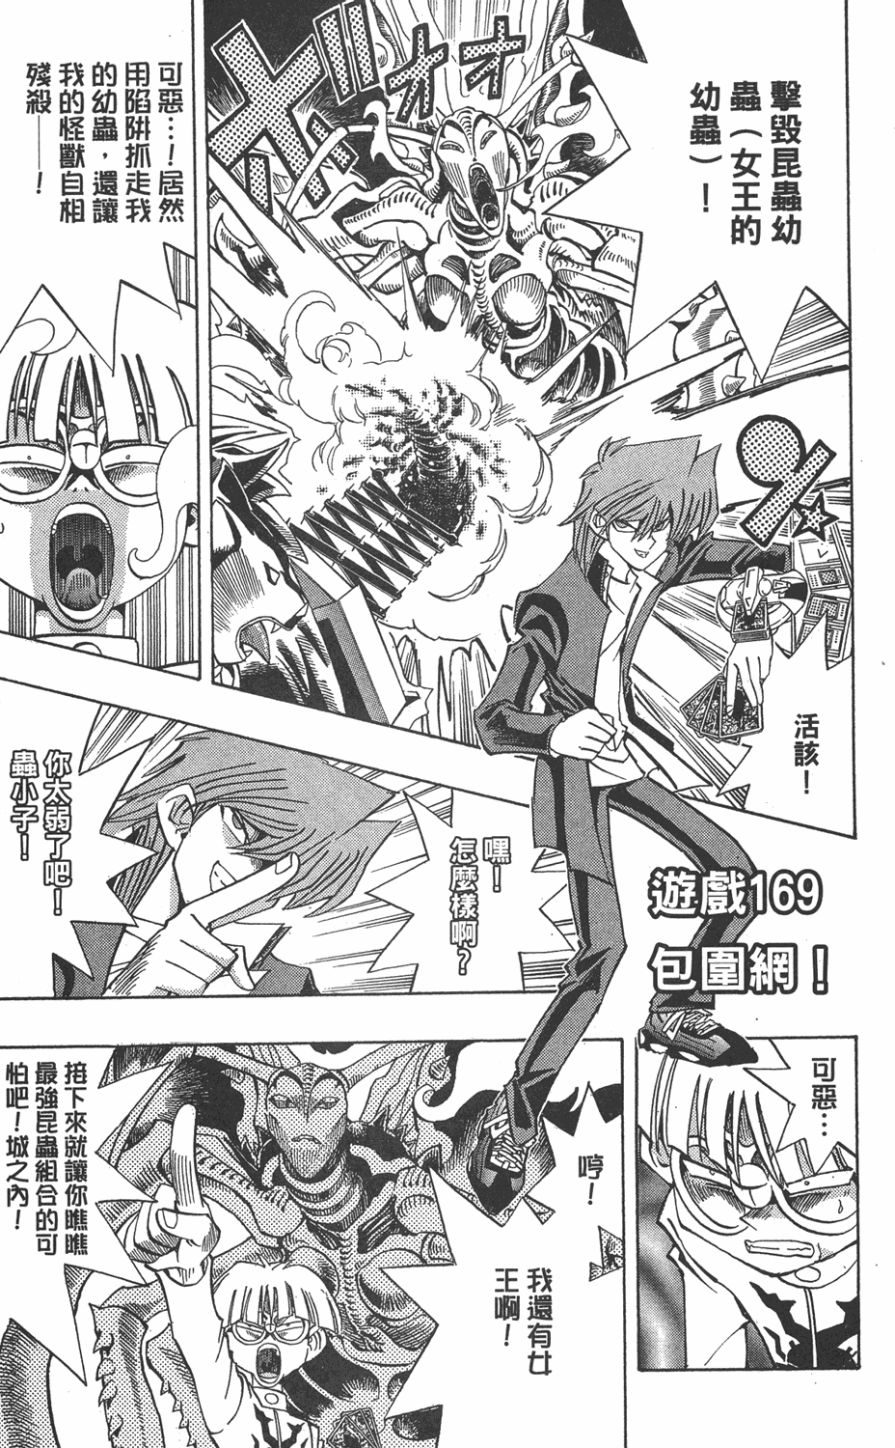 擊毀昆蟲幼
蟲（女王的
幼蟲）！
オオ
活該！
可惡…！居然
用陷阱抓走我
的幼蟲，還讓
我的怪獸自相
殘殺——！
遊戲169
包圍網！
嘿！
怎麼樣啊？
你太弱了吧！
蟲小子！
可惡…
哼！
我還有女
王啊！
接下來就讓你瞧瞧
最強昆蟲組合的可
怕吧！城之內！